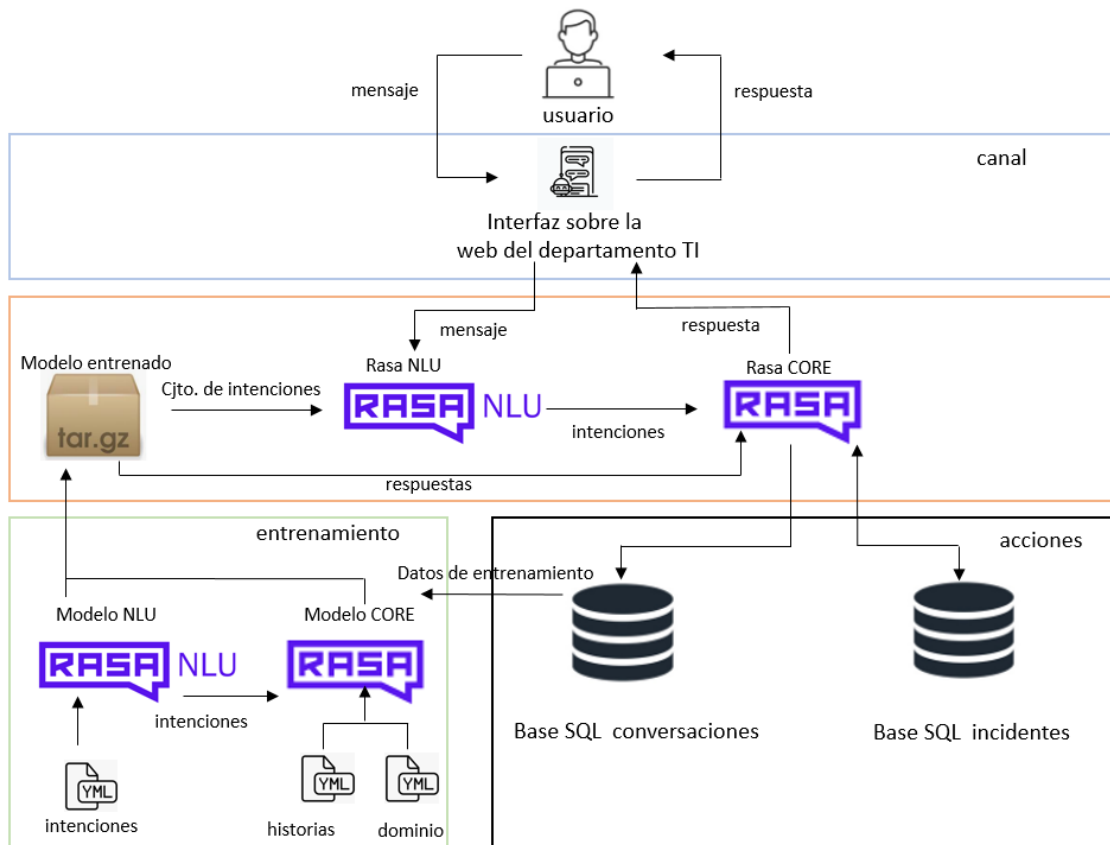 mensaje
respuesta
usuario
canal
Interfaz sobre la
web del departamento TI
mensaje
respuesta
Modelo entrenado
tar.gz
Cjto. de intenciones
Rasa NLU
RASA NLU
intenciones
Rasa CORE
RASA
respuestas
entrenamiento
acciones
Datos de entrenamiento
Modelo NLU
RASA NLU
intenciones
Modelo CORE
RASA
Base SQL conversaciones
Base SQL incidentes
YML
intenciones
YML
historias
YML
dominio